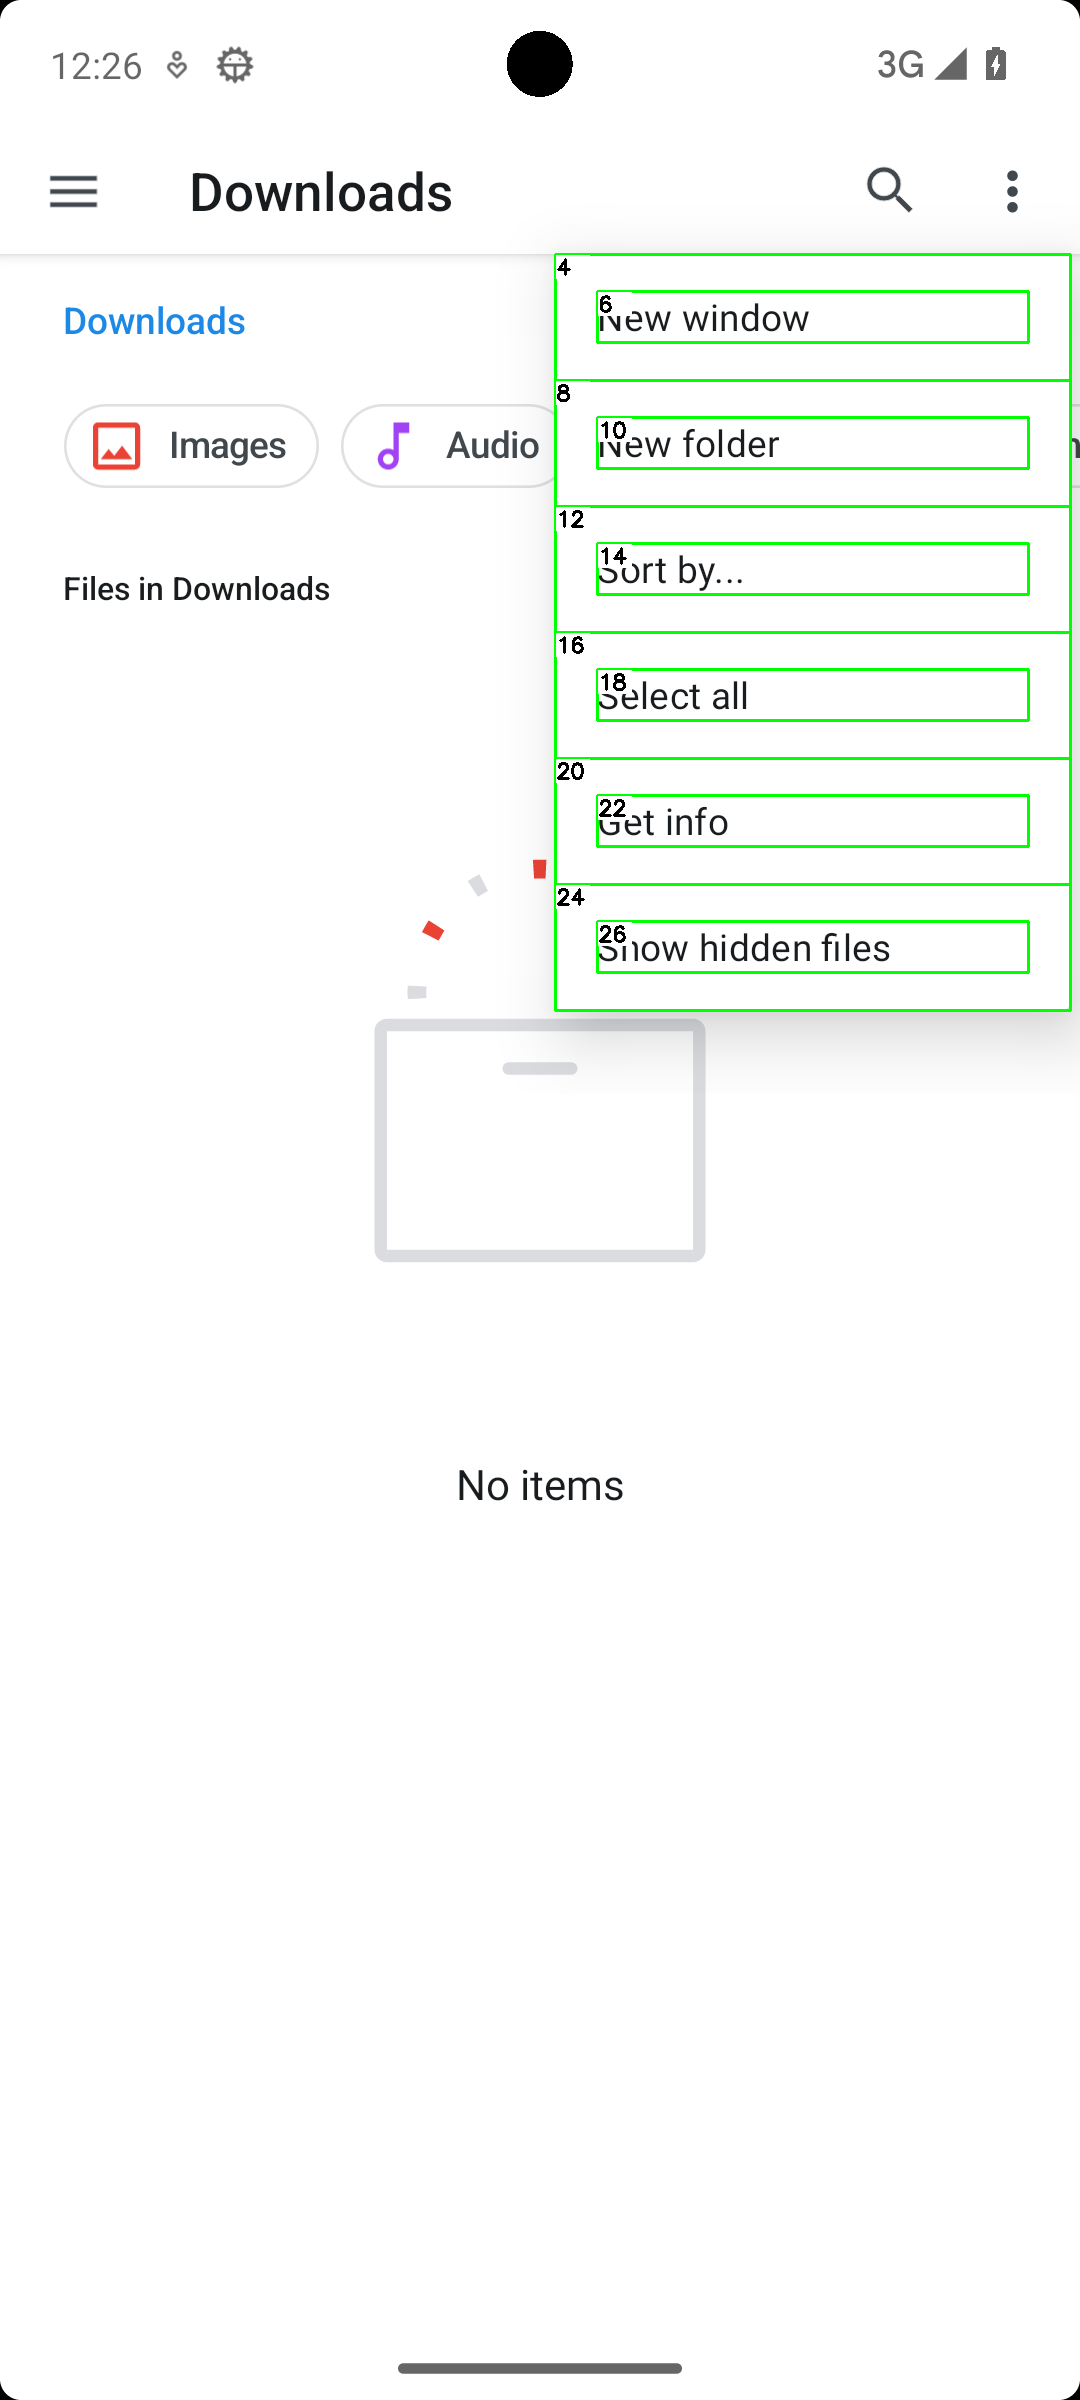 12:26
3G
Downloads
Downloads
Images
Audio
Files in Downloads
4
6
New window
8
10
New folder
12
14
Sort by...
16
18
Select all
20
22
Get info
24
26
Show hidden files
No items